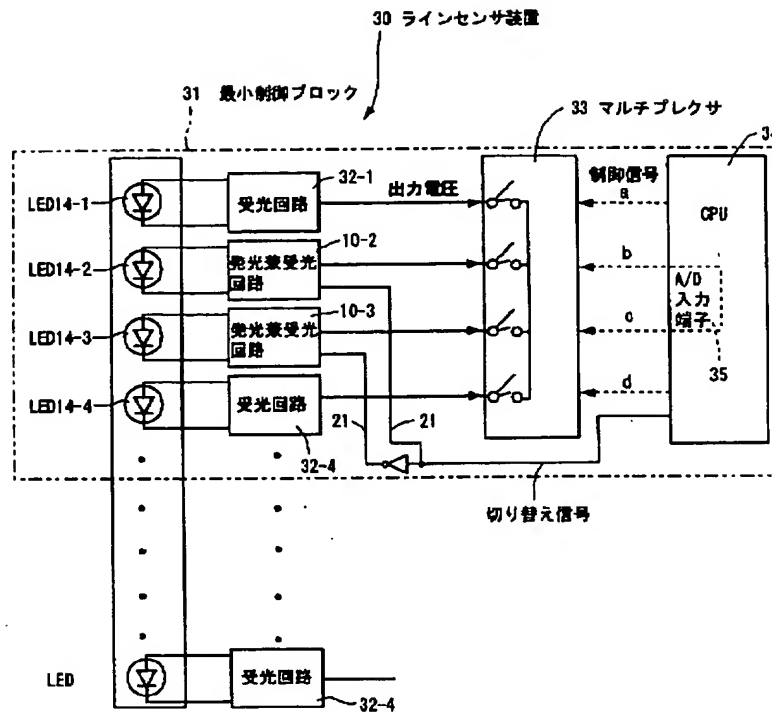 30 ラインセンサ装置
31 最小制御ブロック
33 マルチプレクサ
32-1
出力電圧
制御信号
LED14-1
受光回路
a
CPU
10-2
LED14-2
発光兼受光
回路
b
A/D
入力
端子
10-3
LED14-3
発光兼受光
回路
c
35
LED14-4
受光回路
d
21
21
32-4
切り替え信号
LED
受光回路
32-4